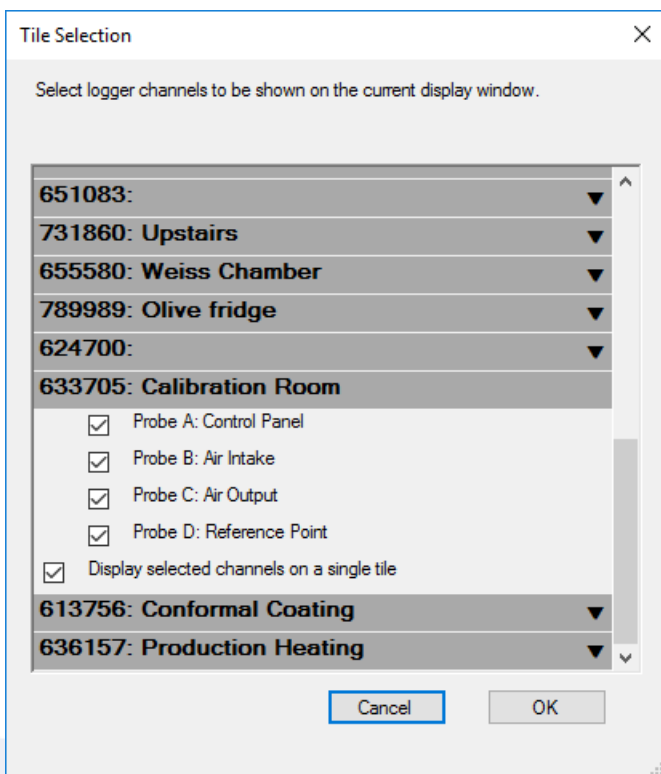 Tile Selection
Select logger channels to be shown on the current display window.
651083:
731860: Upstairs
655580: Weiss Chamber
789989: Olive fridge
624700:
633705: Calibration Room
Probe A: Control Panel
Probe B: Air Intake
Probe C: Air Output
Probe D: Reference Point
Display selected channels on a single tile
613756: Conformal Coating
636157: Production Heating
Cancel OK